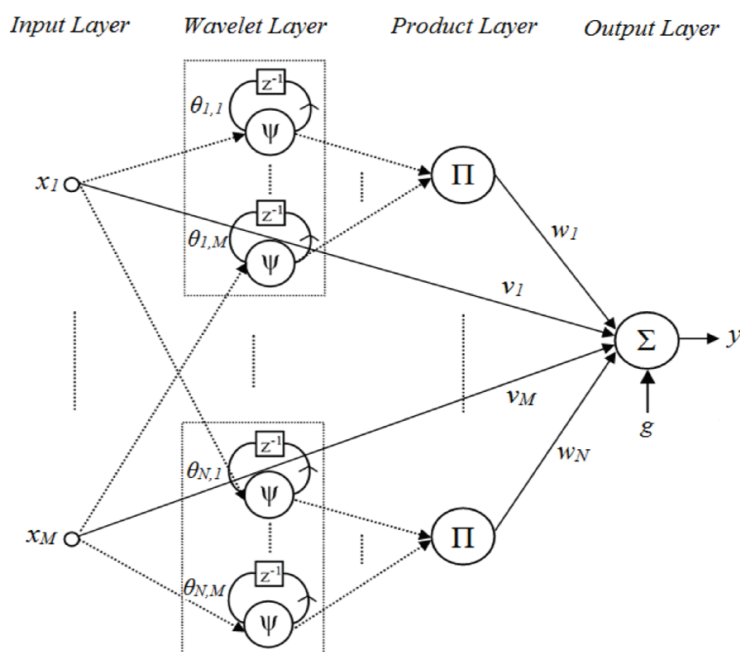 Input Layer Wavelet Layer Product Layer Output Layer
z⁻¹
θ₁,₁
Ψ
x₁
Π
z⁻¹
θ₁,M
Ψ
w₁
v₁
Σ
y
vM
g
z⁻¹
θN,₁
Ψ
wN
xM
Π
z⁻¹
θN,M
Ψ